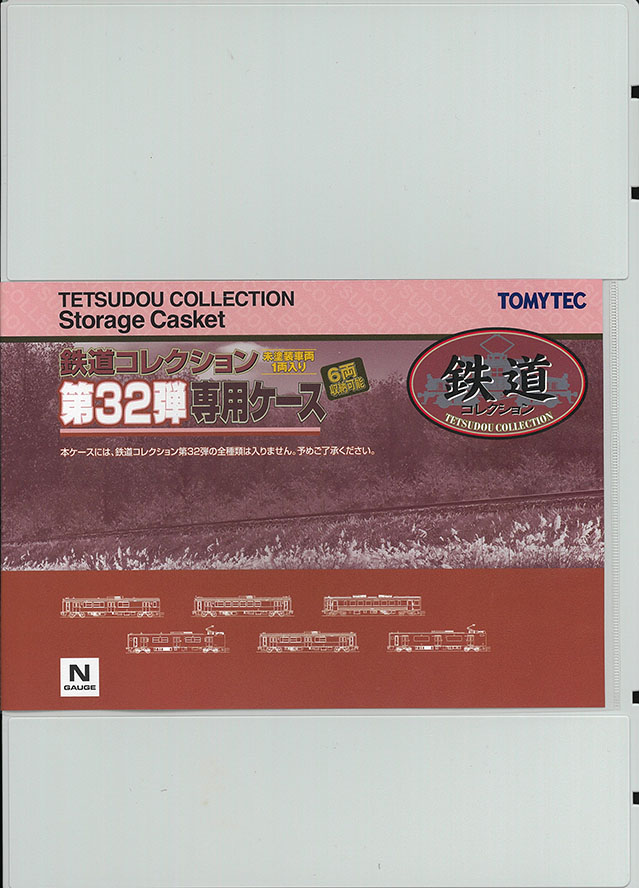 TETSUDOU COLLECTION
Storage Casket
TOMYTEC
鉄道コレクション
未塗装車両
1両入り
第32弾専用ケース
6両
収納可能
鉄道
コレクション
TETSUDOU COLLECTION
本ケースには、鉄道コレクション第32弾の全種類は入りません。予めご了承ください。
N
GAUGE